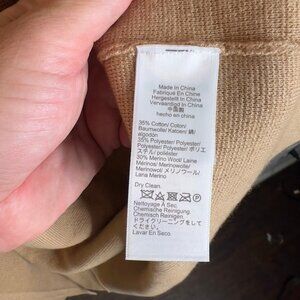 Made in China
Fabriqué En Chine
Hergestellt In China
Vervaardigd In China
中国製
hecho en china
35% Cotton/ Coton/
Baumwolle/ Katoen/ 綿/
algodón
35% Polyester/ Polyester/
Polyester/ Polyester/ ポリエ
ステル/ poliéster
30% Merino Wool/ Laine
Mérinos/ Merinowolle/
Merinowol/ メリノウール/
Lana Merino
Dry Clean.
Nettoyage À Sec.
Chemische Reinigung.
Chemisch Reinigen.
ドライクリーニングをし
てください.
Lavar En Seco.